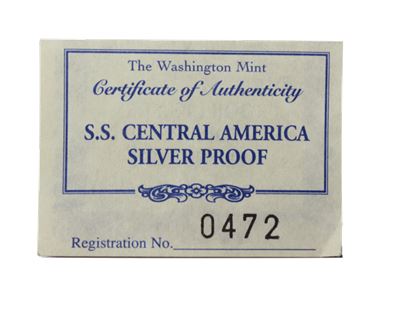 The Washington Mint
Certificate of Authenticity
S.S. CENTRAL AMERICA
SILVER PROOF
Registration No. 0472